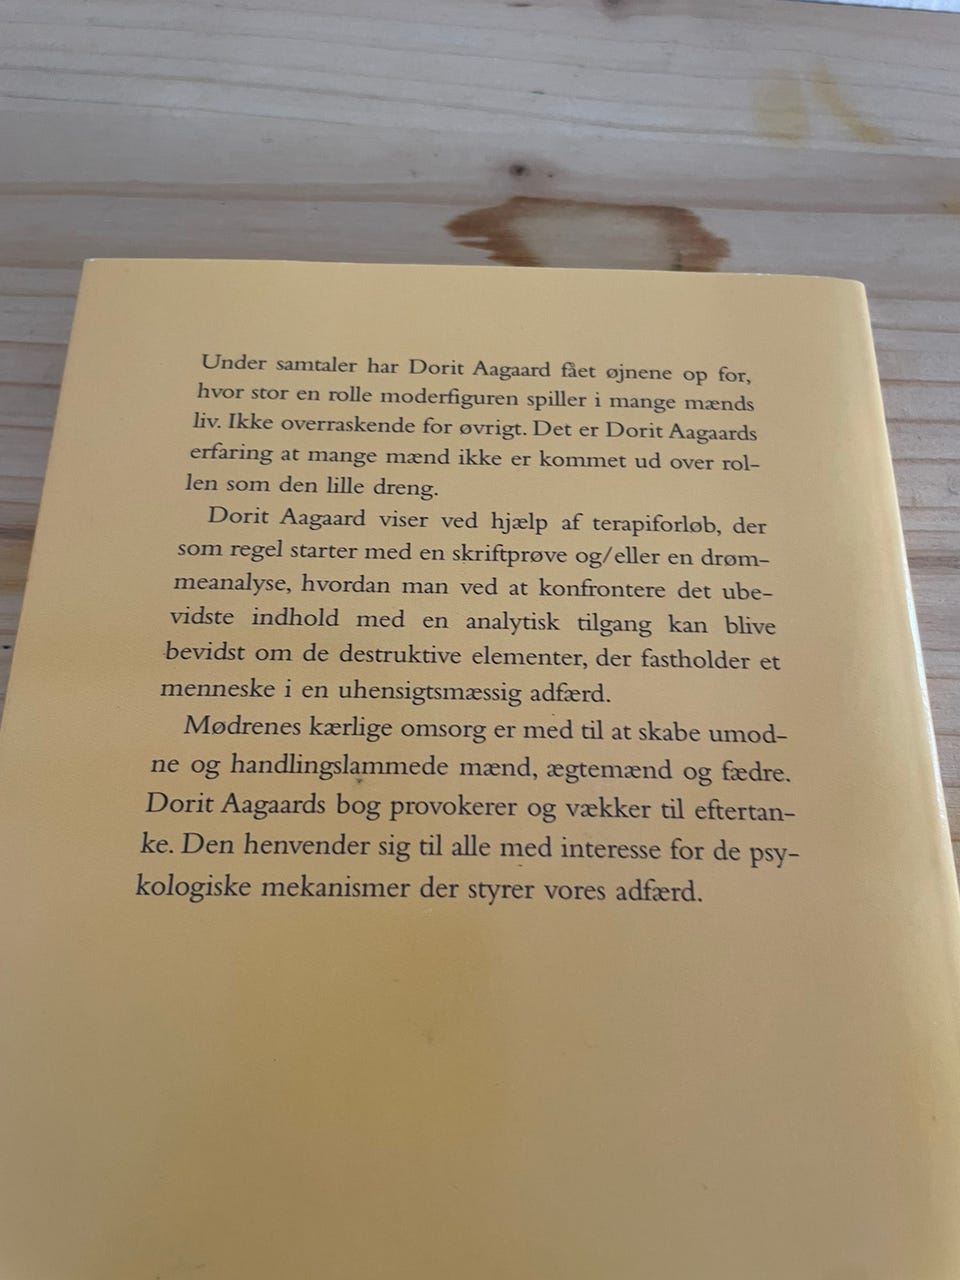 Under samtaler har Dorit Aagaard fået øjnene op for,
hvor stor en rolle moderfiguren spiller i mange mænds
liv. Ikke overraskende for øvrigt. Det er Dorit Aagaards
erfaring at mange mænd ikke er kommet ud over rol-
len som den lille dreng.
Dorit Aagaard viser ved hjælp af terapiforløb, der
som regel starter med en skriftprøve og/eller en drøm-
meanalyse, hvordan man ved at konfrontere det ube-
vidste indhold med en analytisk tilgang kan blive
bevidst om de destruktive elementer, der fastholder et
menneske i en uhensigtsmæssig adfærd.
Mødrenes kærlige omsorg er med til at skabe umod-
ne og handlingslammede mænd, ægtemænd og fædre.
Dorit Aagaards bog provokerer og vækker til eftertan-
ke. Den henvender sig til alle med interesse for de psy-
kologiske mekanismer der styrer vores adfærd.